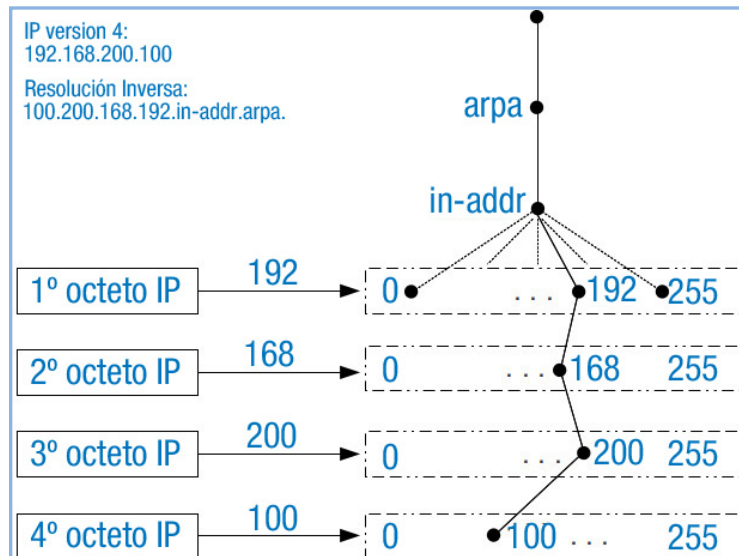 IP version 4:
192.168.200.100
Resolución Inversa:
100.200.168.192.in-addr.arpa.
arpa
in-addr
1º octeto IP 192 0 ... 192 255
2º octeto IP 168 0 ... 168 255
3º octeto IP 200 0 ... 200 255
4º octeto IP 100 0 100 ... 255